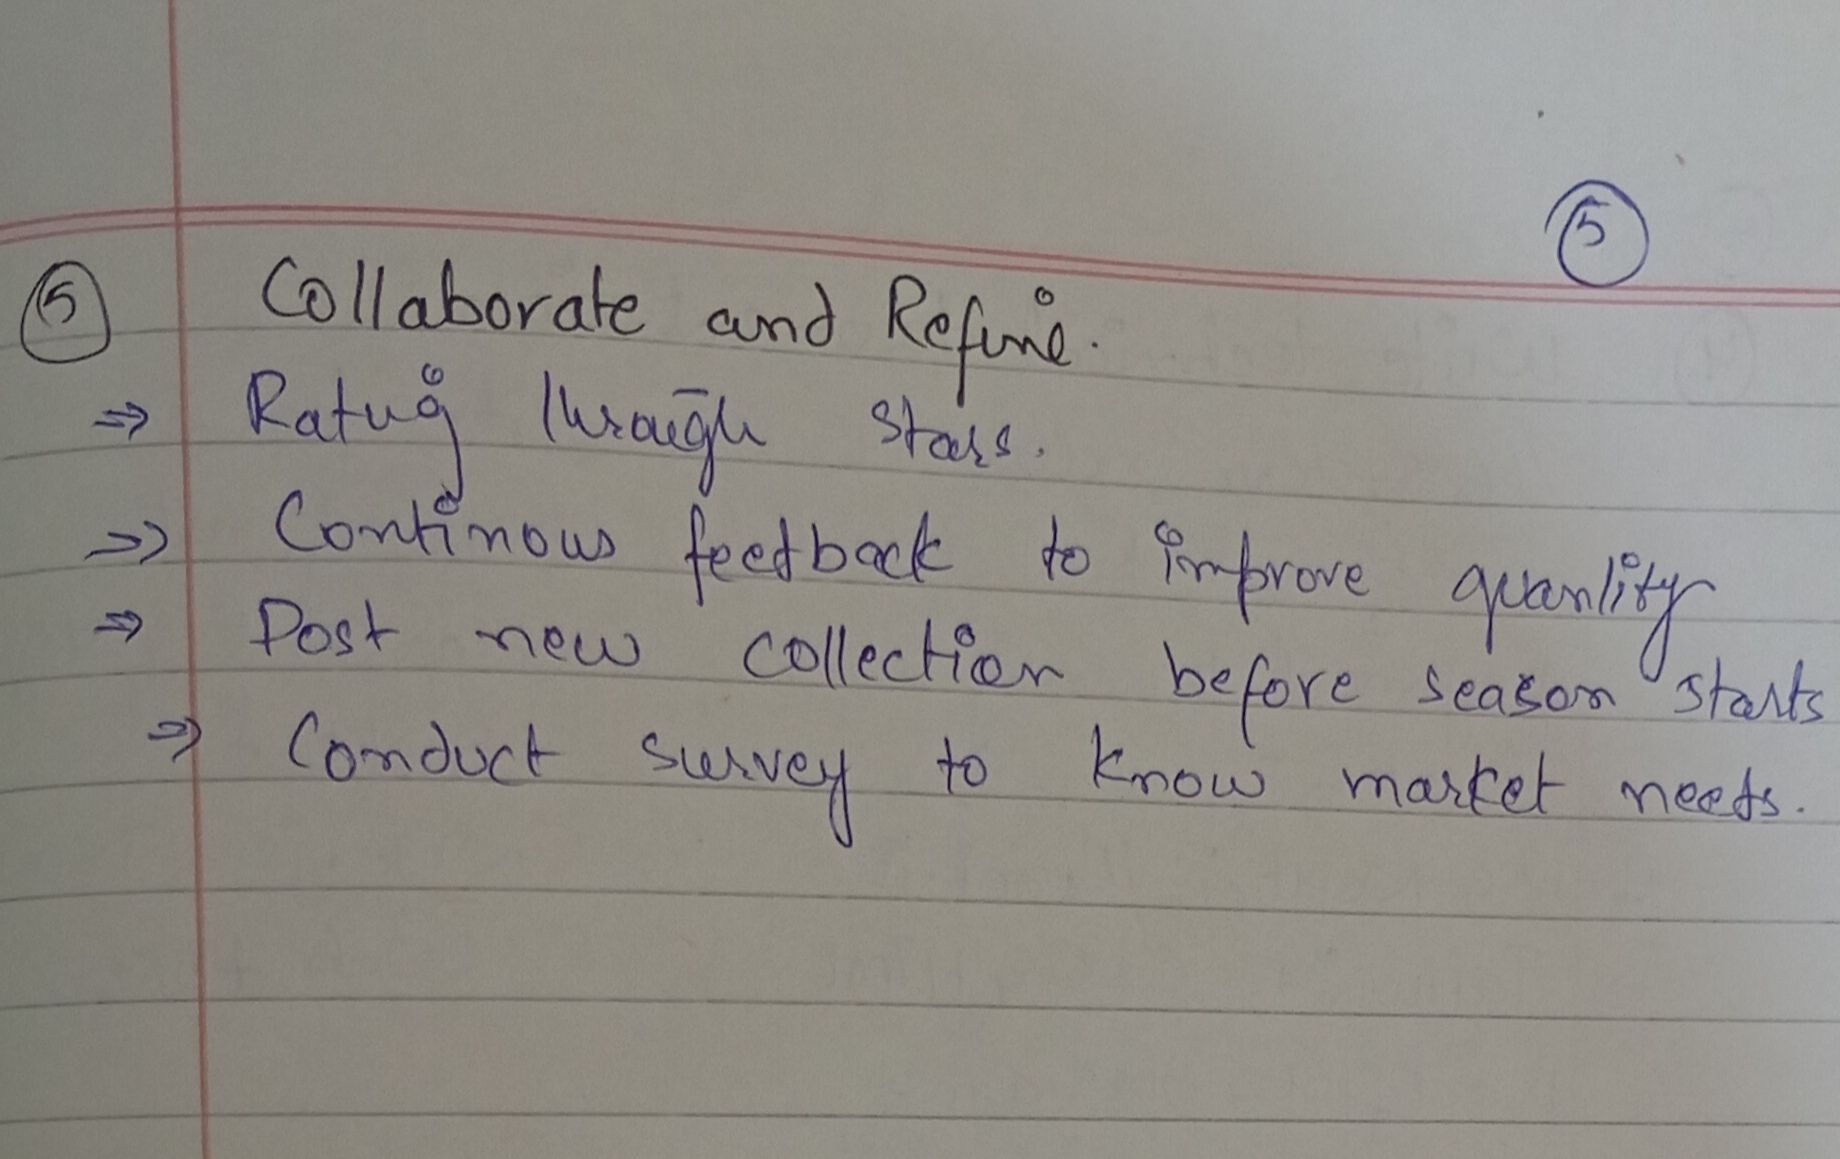 5
5 Collaborate and Refine.
⇒ Rating through stars.
⇒ Continous feedback to improve quanlity
⇒ Post new collection before season starts
⇒ Conduct survey to know market needs.